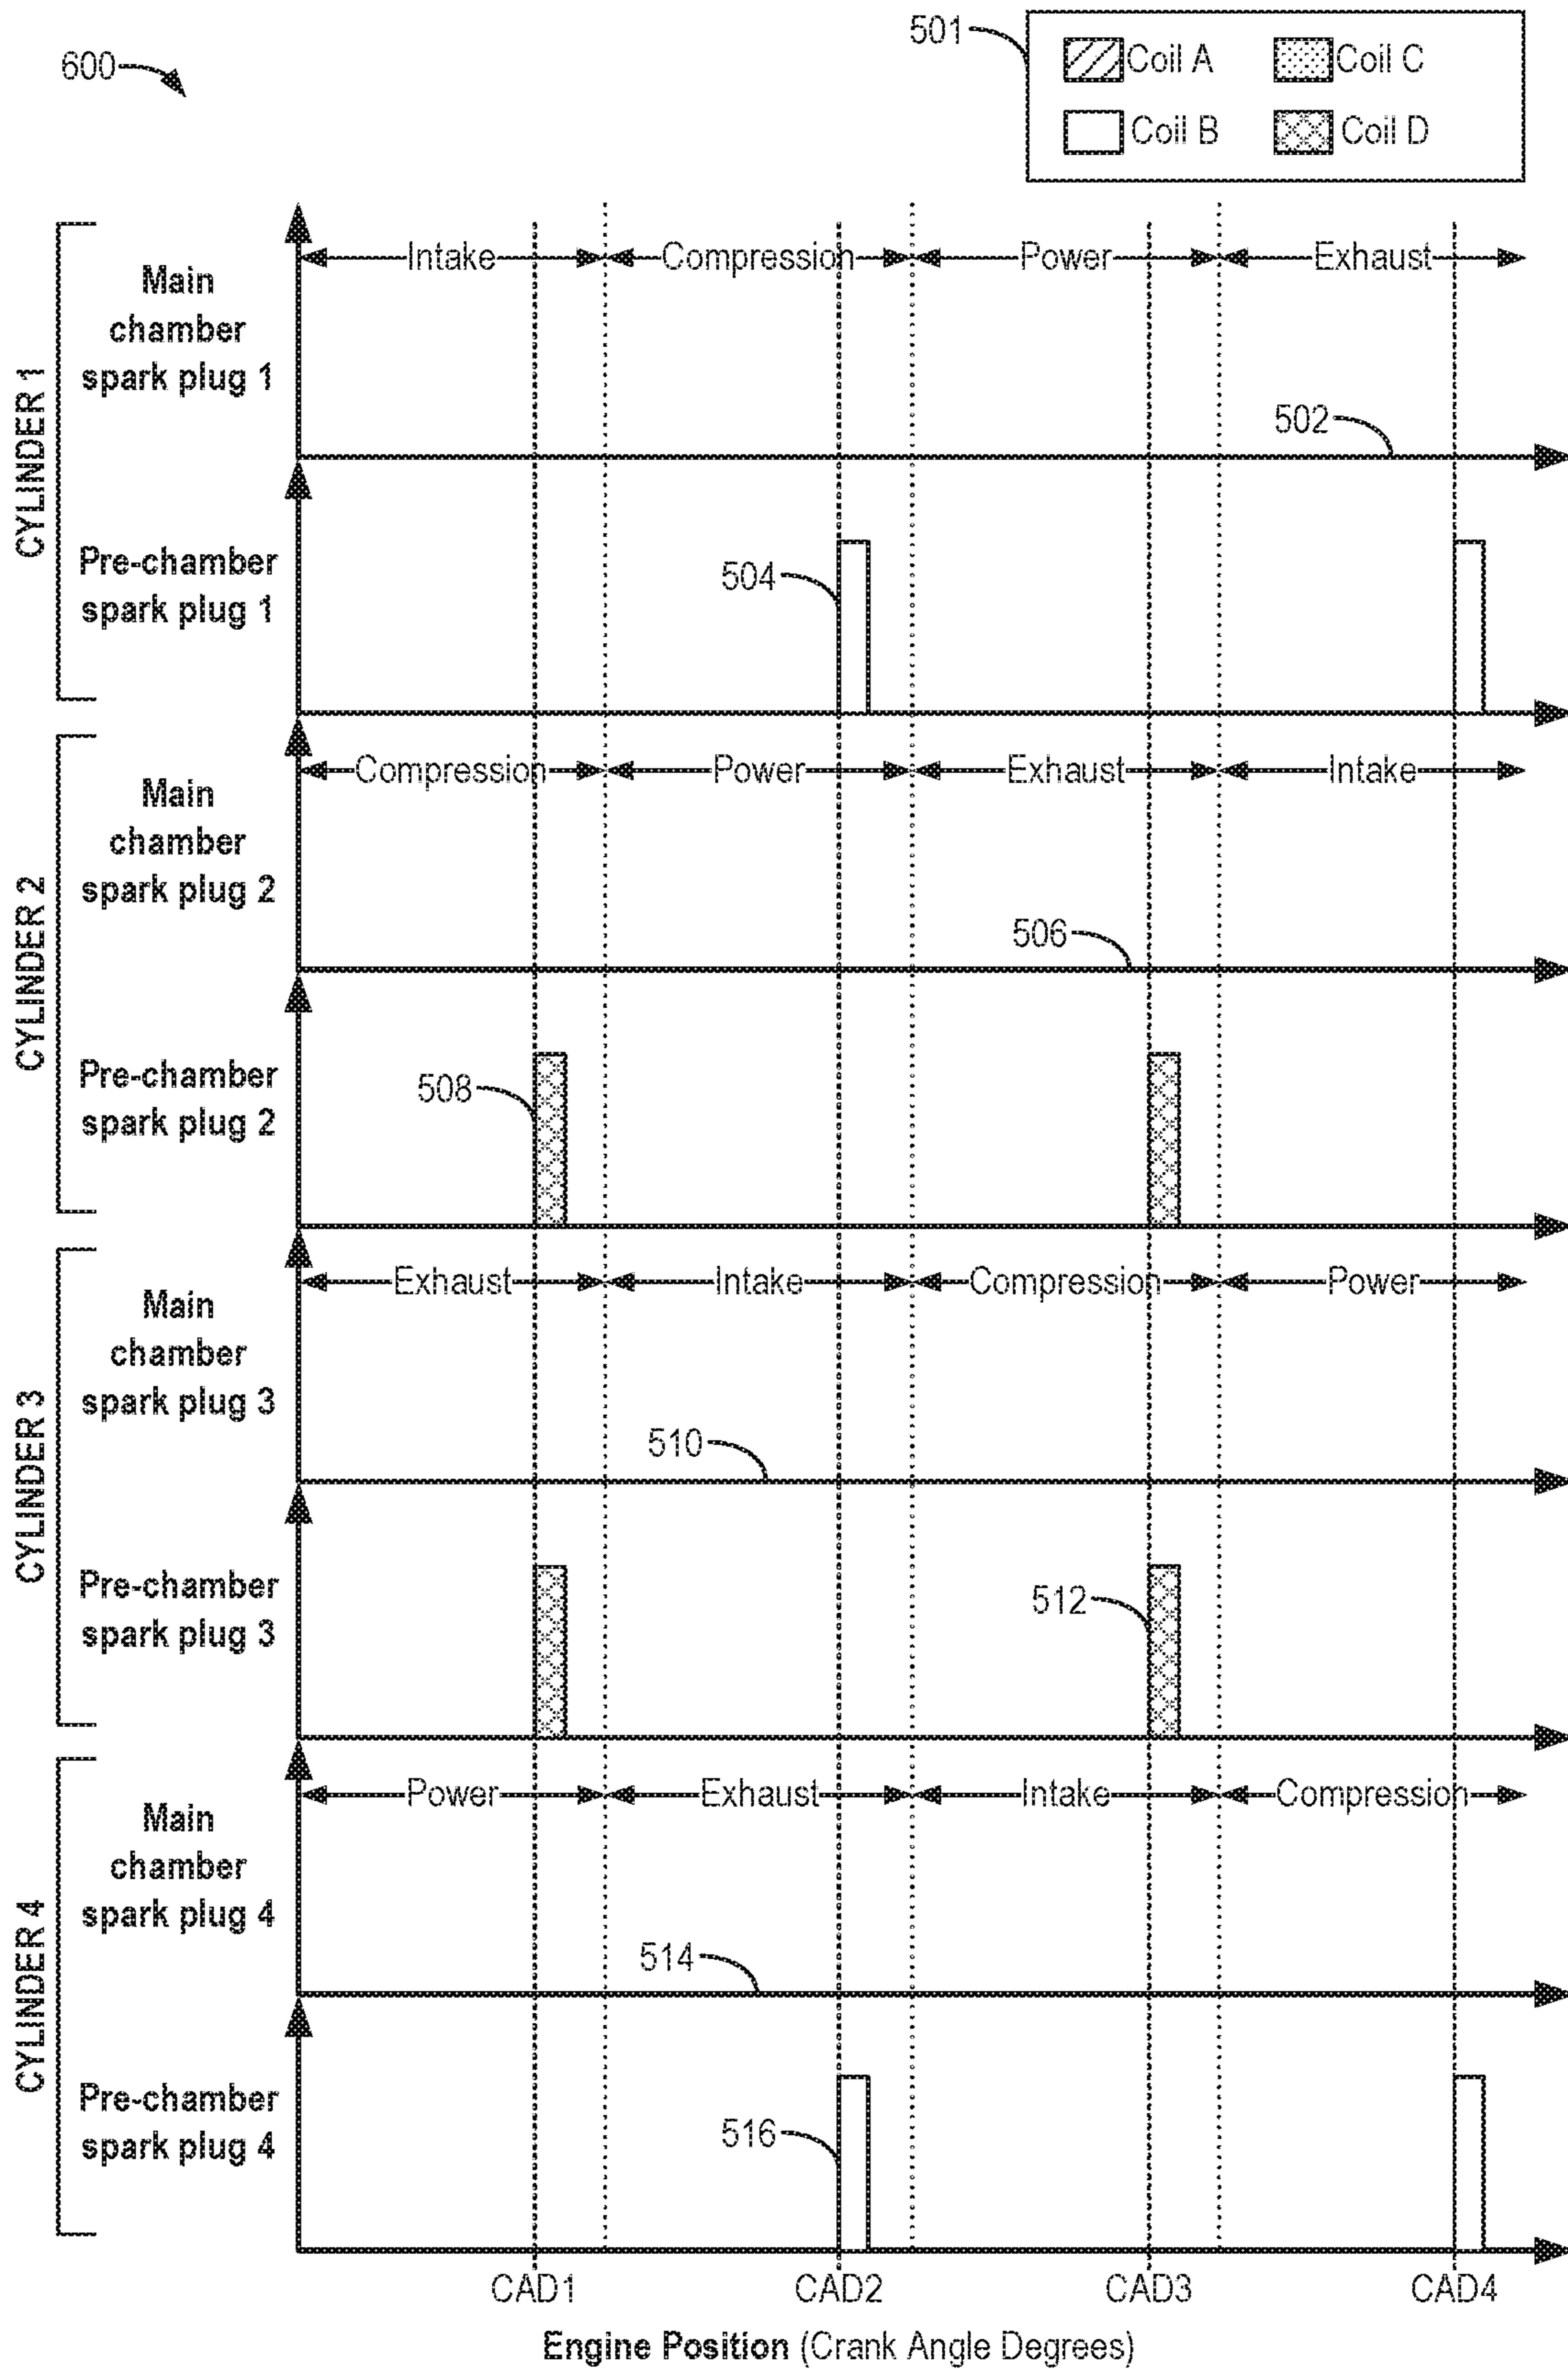 600
501
Coil A
Coil C
Coil B
Coil D
CYLINDER 1
Main
chamber
spark plug 1
Intake
Compression
Power
Exhaust
502
Pre-chamber
spark plug 1
504
CYLINDER 2
Main
chamber
spark plug 2
Compression
Power
Exhaust
Intake
506
Pre-chamber
spark plug 2
508
CYLINDER 3
Main
chamber
spark plug 3
Exhaust
Intake
Compression
Power
510
Pre-chamber
spark plug 3
512
CYLINDER 4
Main
chamber
spark plug 4
Power
Exhaust
Intake
Compression
514
Pre-chamber
spark plug 4
516
CAD1
CAD2
CAD3
CAD4
Engine Position (Crank Angle Degrees)